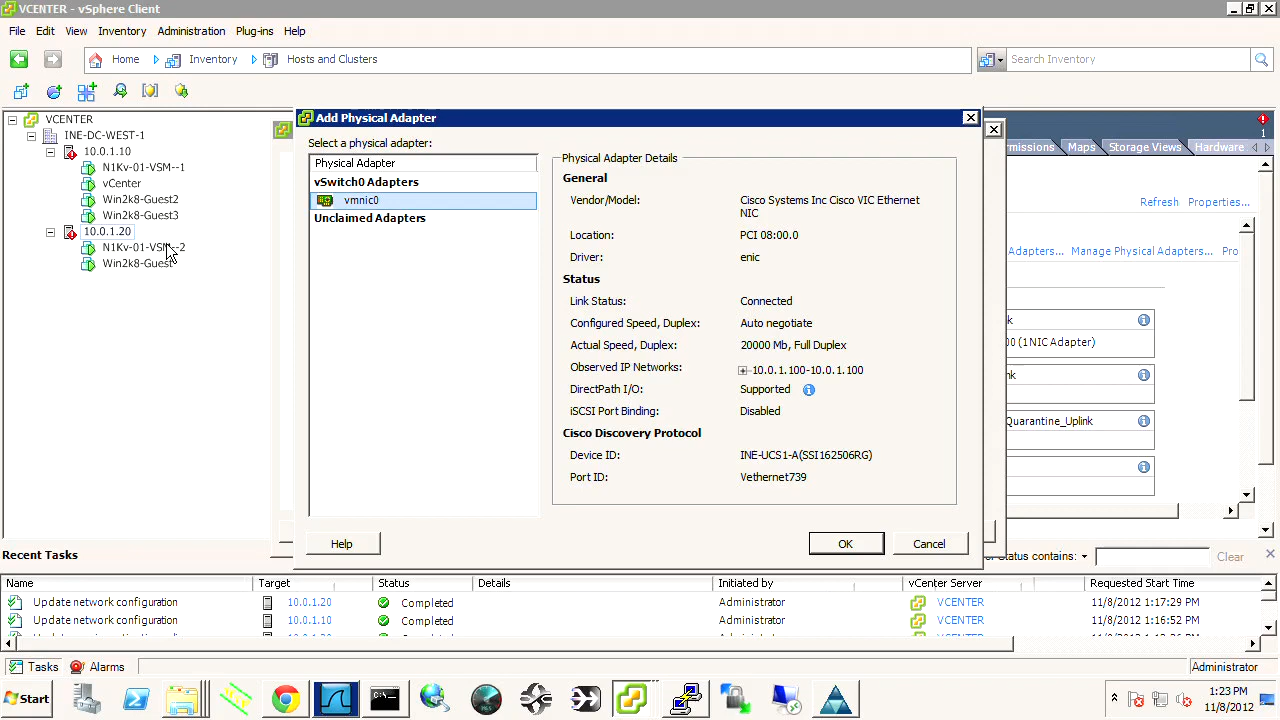 VCENTER - vSphere Client
File Edit View Inventory Administration Plug-ins Help
Home Inventory Hosts and Clusters
Search Inventory
VCENTER
INE-DC-WEST-1
10.0.1.10
N1Kv-01-VSM--1
vCenter
Win2k8-Guest2
Win2k8-Guest3
10.0.1.20
N1Kv-01-VSM--2
Win2k8-Guest
Add Physical Adapter
Select a physical adapter:
Physical Adapter
vSwitch0 Adapters
vmnic0
Unclaimed Adapters
Physical Adapter Details
General
Vendor/Model: Cisco Systems Inc Cisco VIC Ethernet
NIC
Location: PCI 08:00.0
Driver: enic
Status
Link Status: Connected
Configured Speed, Duplex: Auto negotiate
Actual Speed, Duplex: 20000 Mb, Full Duplex
Observed IP Networks: 10.0.1.100-10.0.1.100
DirectPath I/O: Supported
iSCSI Port Binding: Disabled
Cisco Discovery Protocol
Device ID: INE-UCS1-A(SSI162506RG)
Port ID: Vethernet739
Help OK Cancel
1
rmissions Maps Storage Views Hardware
Refresh Properties...
Adapters... Manage Physical Adapters... Pro
k
00 (1 NIC Adapter)
nk
Quarantine_Uplink
Recent Tasks
or Status contains: Clear
Name Target Status Details Initiated by vCenter Server Requested Start Time
Update network configuration 10.0.1.20 Completed Administrator VCENTER 11/8/2012 1:17:29 PM
Update network configuration 10.0.1.10 Completed Administrator VCENTER 11/8/2012 1:16:52 PM
Tasks Alarms Administrator
Start
1:23 PM
11/8/2012